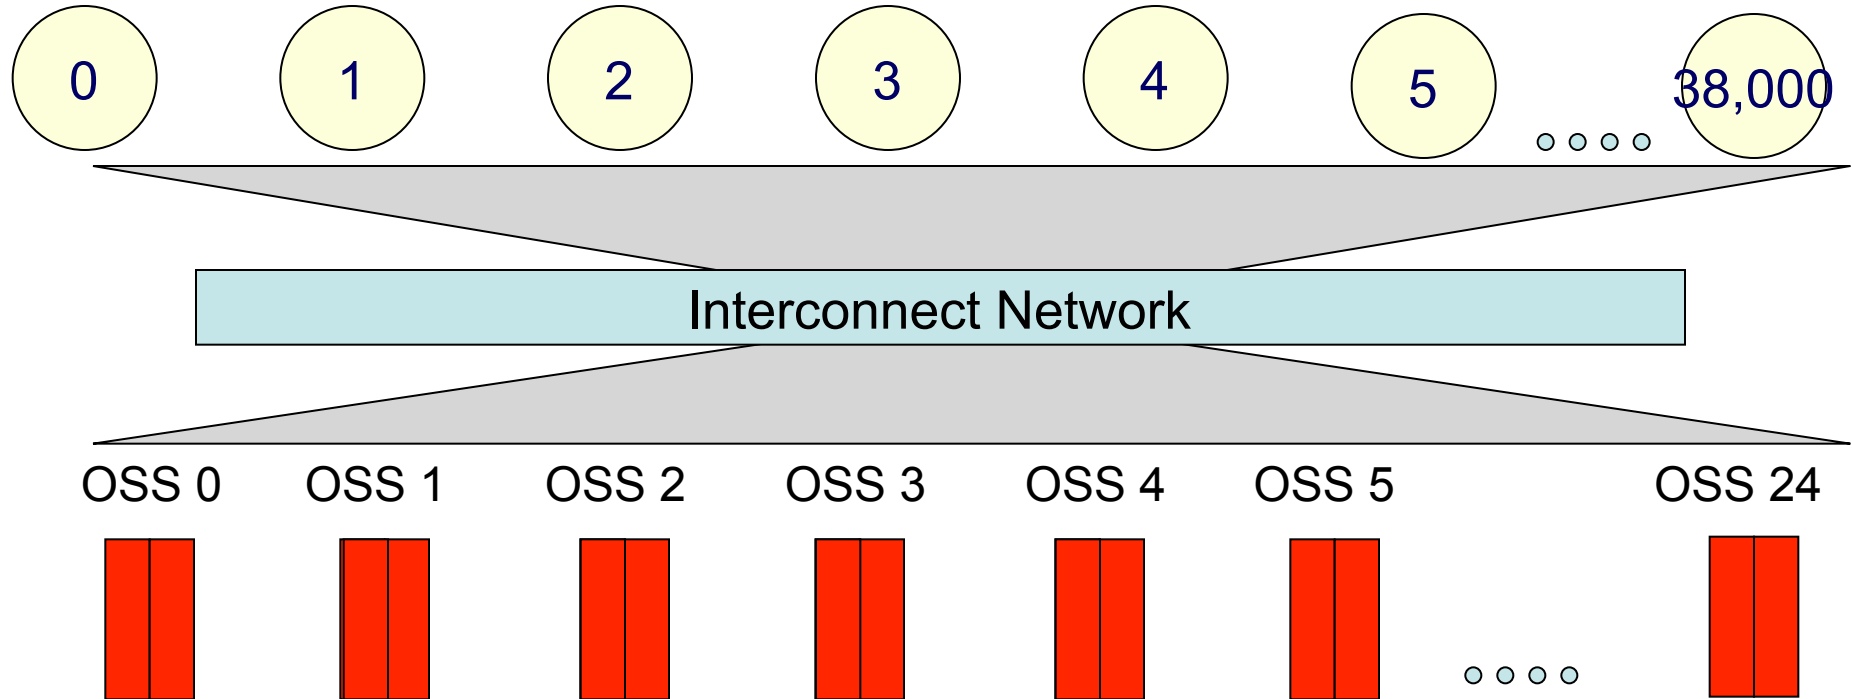 0 1 2 3 4 5 38,000
Interconnect Network
OSS 0 OSS 1 OSS 2 OSS 3 OSS 4 OSS 5 OSS 24